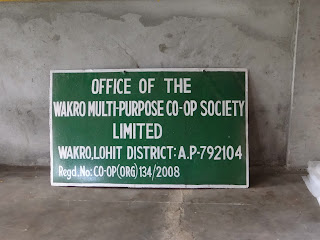 OFFICE OF THE
WAKRO MULTI-PURPOSE CO-OP SOCIETY
LIMITED
WAKRO, LOHIT DISTRICT: A.P-792104
Regd. No: CO-OP(ORG) 134/2008